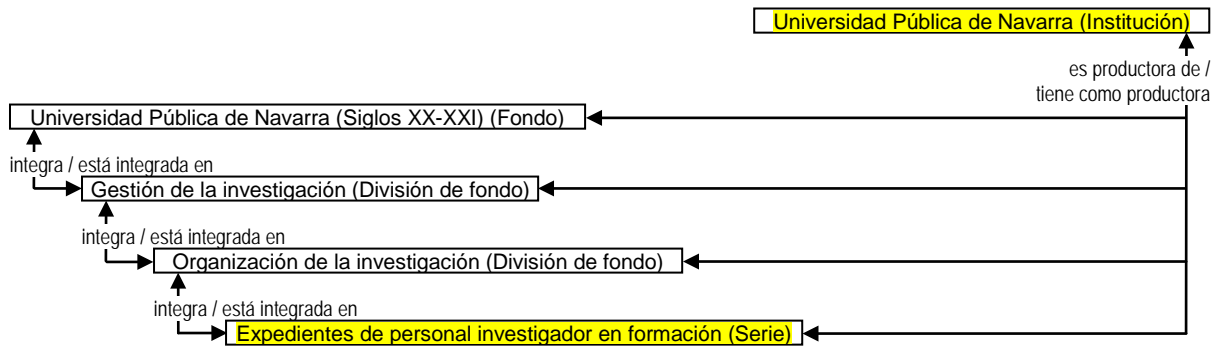 Universidad Pública de Navarra (Institución)
es productora de /
tiene como productora
Universidad Pública de Navarra (Siglos XX-XXI) (Fondo)
integra / está integrada en
Gestión de la investigación (División de fondo)
integra / está integrada en
Organización de la investigación (División de fondo)
integra / está integrada en
Expedientes de personal investigador en formación (Serie)